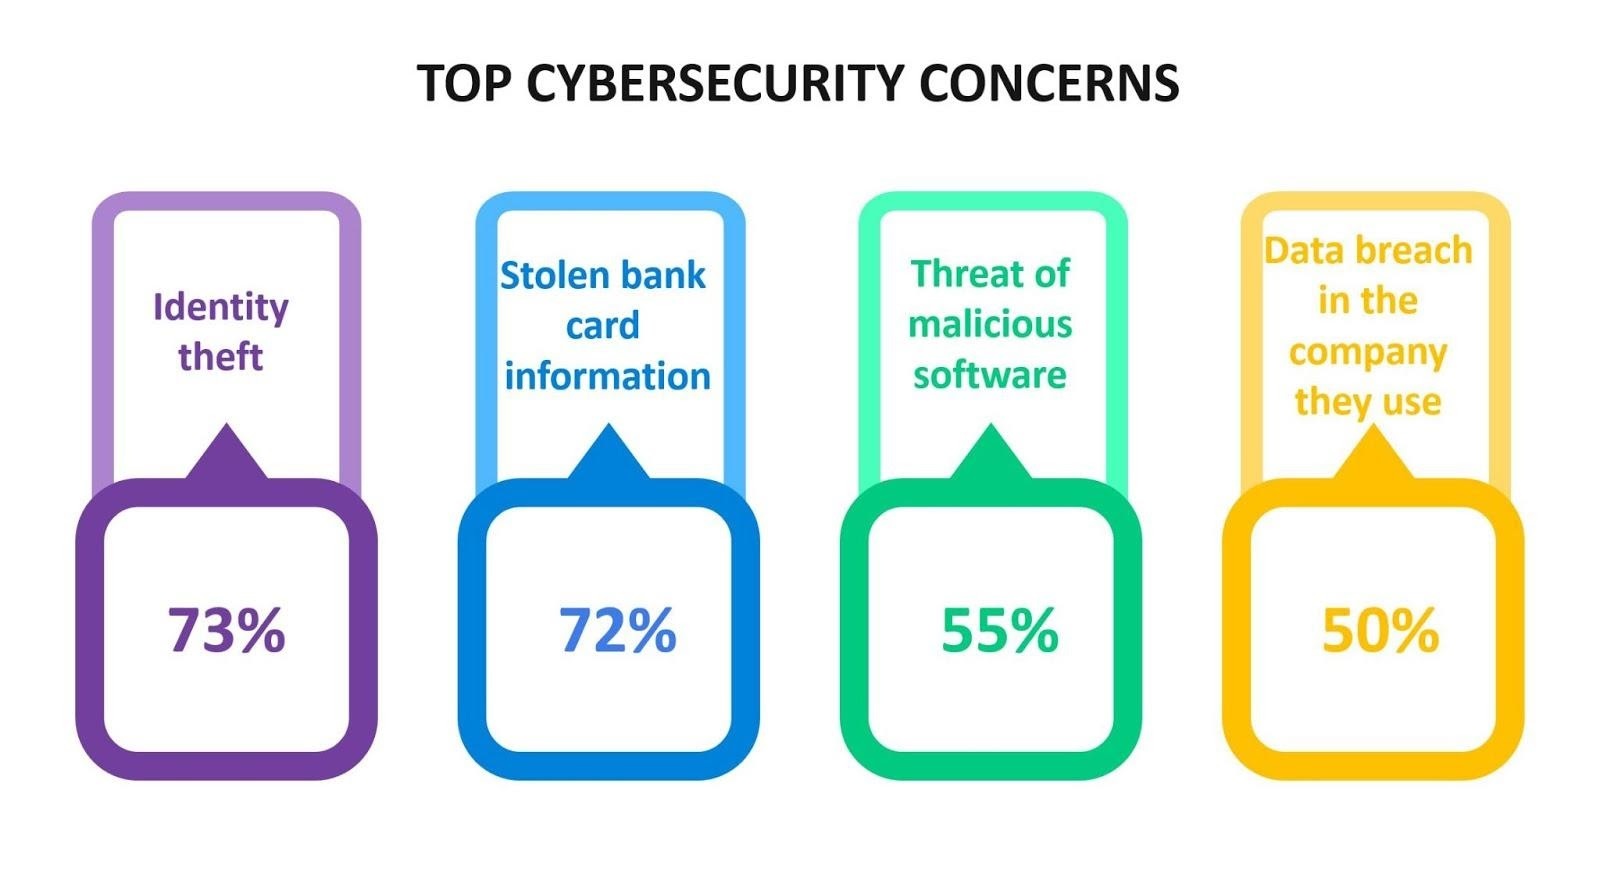 TOP CYBERSECURITY CONCERNS
Identity
theft
73%
Stolen bank
card
information
72%
Threat of
malicious
software
55%
Data breach
in the
company
they use
50%